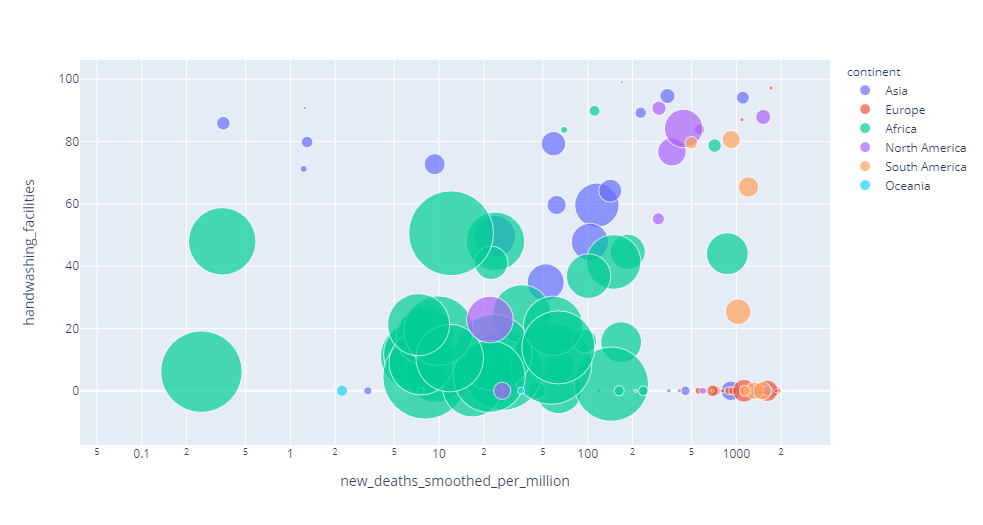 continent
Asia
Europe
Africa
North America
South America
Oceania
handwashing_facilities
100
80
60
40
20
0
5 0.1 2 5 1 2 5 10 2 5 100 2 5 1000 2
new_deaths_smoothed_per_million